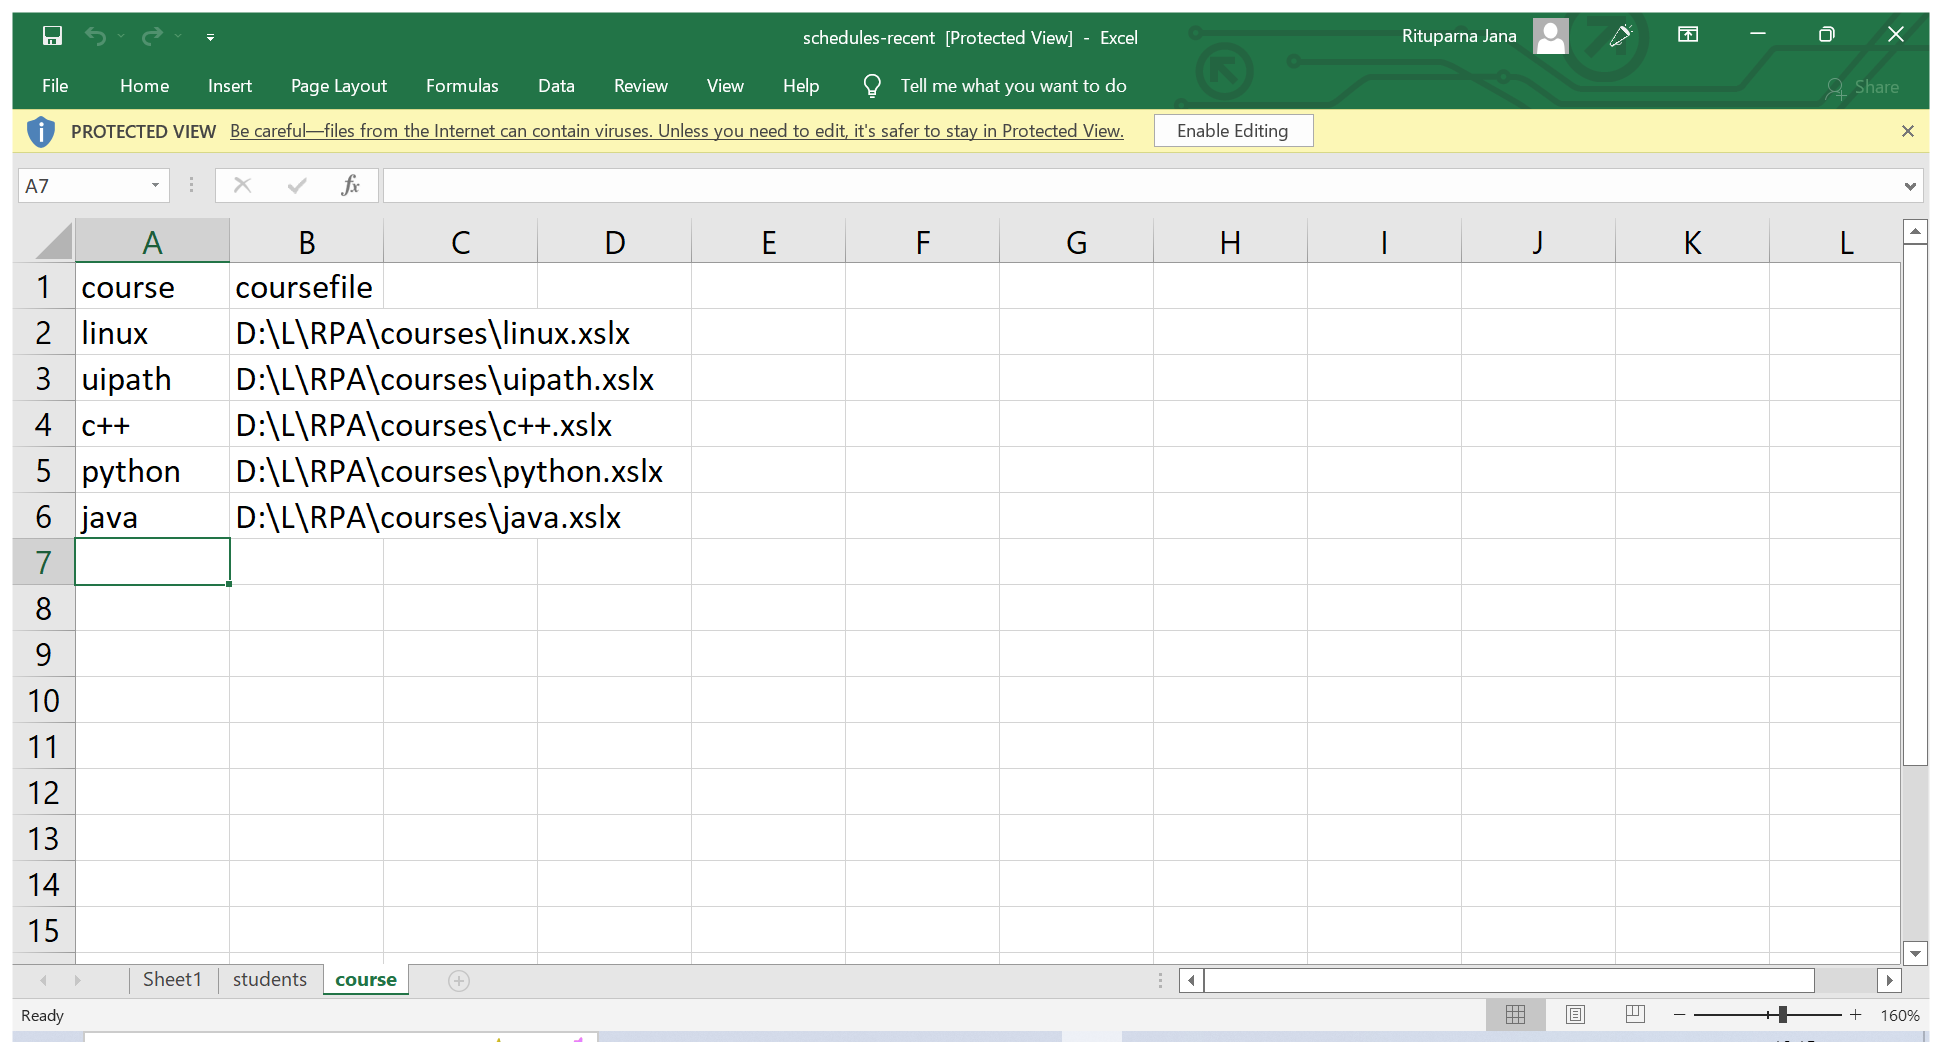 schedules-recent [Protected View] - Excel
Rituparna Jana
File Home Insert Page Layout Formulas Data Review View Help Tell me what you want to do Share
PROTECTED VIEW Be careful—files from the Internet can contain viruses. Unless you need to edit, it's safer to stay in Protected View. Enable Editing
A7 fx
A B C D E F G H I J K L
1 course coursefile
2 linux D:\L\RPA\courses\linux.xslx
3 uipath D:\L\RPA\courses\uipath.xslx
4 c++ D:\L\RPA\courses\c++.xslx
5 python D:\L\RPA\courses\python.xslx
6 java D:\L\RPA\courses\java.xslx
7
8
9
10
11
12
13
14
15
Sheet1 students course
Ready 160%